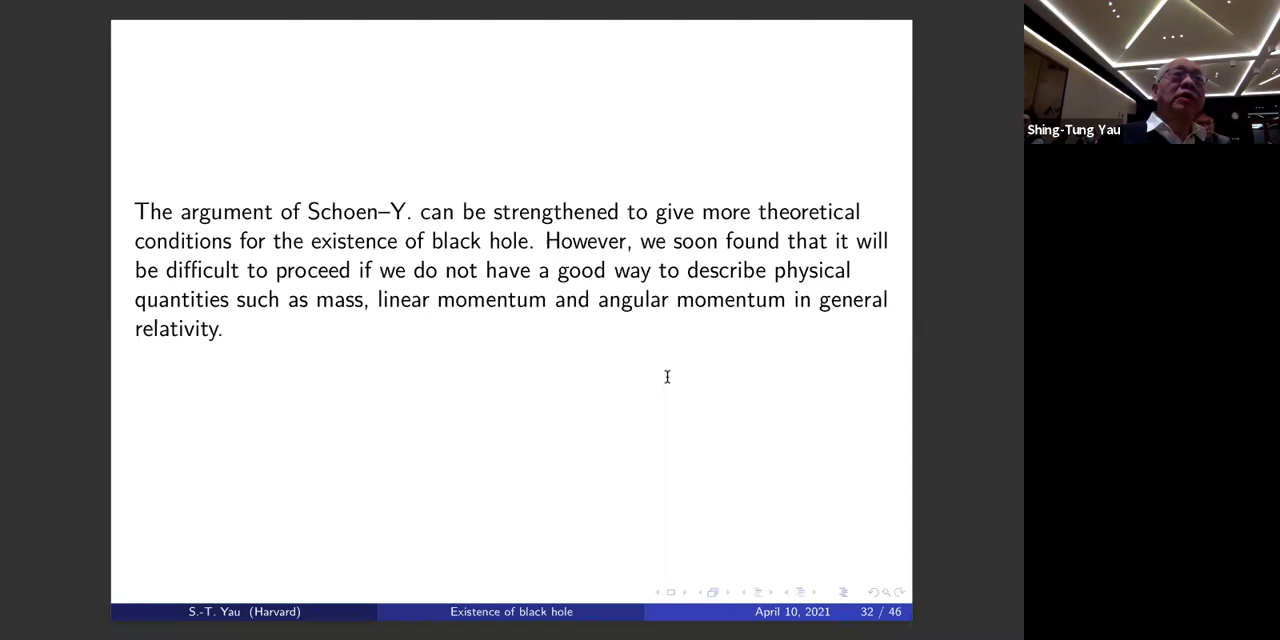 The argument of Schoen–Y. can be strengthened to give more theoretical
conditions for the existence of black hole. However, we soon found that it will
be difficult to proceed if we do not have a good way to describe physical
quantities such as mass, linear momentum and angular momentum in general
relativity.
S.-T. Yau (Harvard)
Existence of black hole
April 10, 2021
32 / 46
Shing-Tung Yau